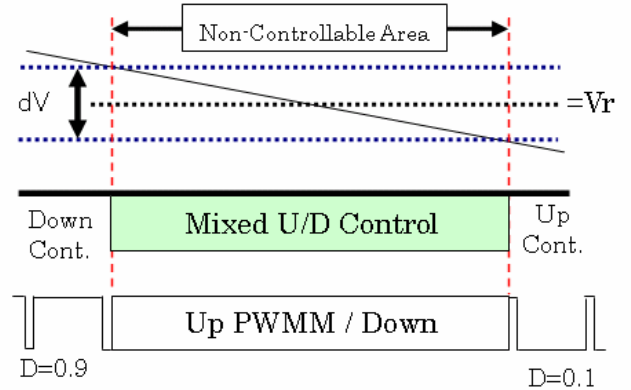 Non-Controllable Area
dV
=Vr
Down
Cont.
Mixed U/D Control
Up
Cont.
Up PWMM / Down
D=0.9
D=0.1